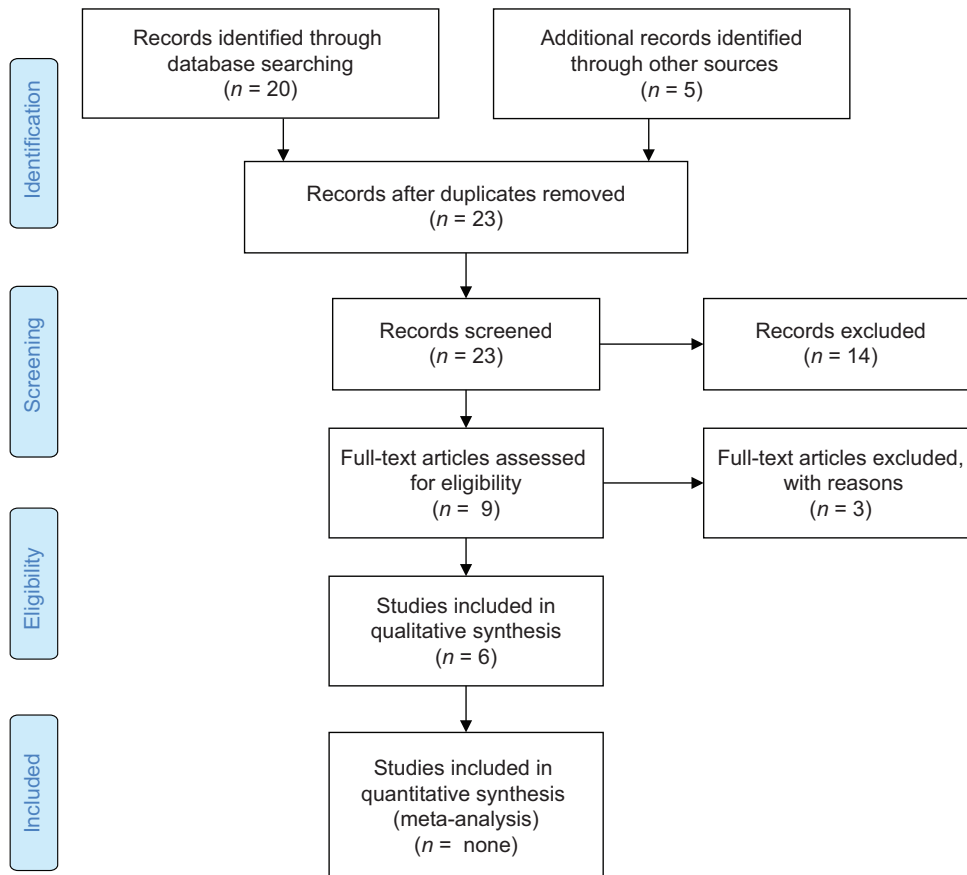 Identification
Records identified through
database searching
(n = 20)
Additional records identified
through other sources
(n = 5)
Records after duplicates removed
(n = 23)
Screening
Records screened
(n = 23)
Records excluded
(n = 14)
Full-text articles assessed
for eligibility
(n = 9)
Full-text articles excluded,
with reasons
(n = 3)
Eligibility
Studies included in
qualitative synthesis
(n = 6)
Included
Studies included in
quantitative synthesis
(meta-analysis)
(n = none)